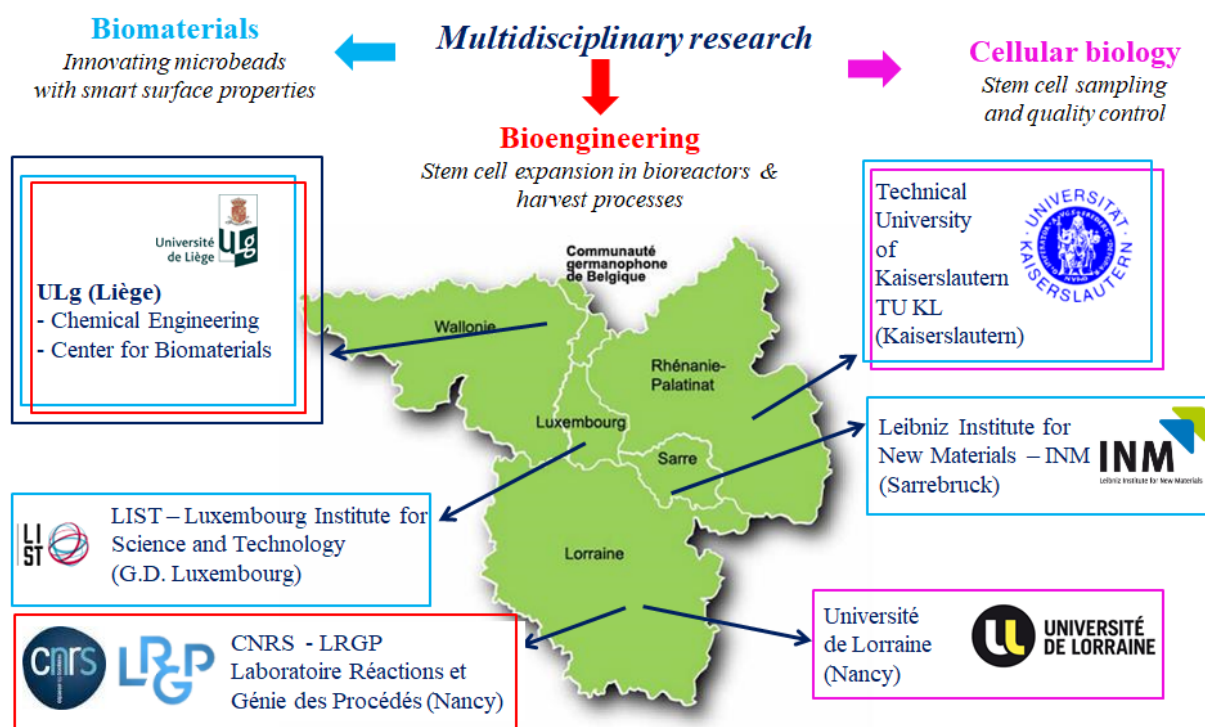 Multidisciplinary research
Biomaterials
Innovating microbeads
with smart surface properties
Bioengineering
Stem cell expansion in bioreactors &
harvest processes
Cellular biology
Stem cell sampling
and quality control
Université
de Liège
ULg
ULg (Liège)
- Chemical Engineering
- Center for Biomaterials
Communauté
germanophone
de Belgique
Wallonie
Rhénanie-
Palatinat
Luxembourg
Sarre
Lorraine
Technical
University
of
Kaiserslautern
TU KL
(Kaiserslautern)
UNIVERSITÄT
KAISERSLAUTERN
Leibniz Institute for
New Materials – INM
(Sarrebruck)
INM
Leibniz Institute for New Materials
LI
ST
LIST – Luxembourg Institute for
Science and Technology
(G.D. Luxembourg)
cnrs
LRGP
CNRS - LRGP
Laboratoire Réactions et
Génie des Procédés (Nancy)
Université
de Lorraine
(Nancy)
UNIVERSITÉ
DE LORRAINE